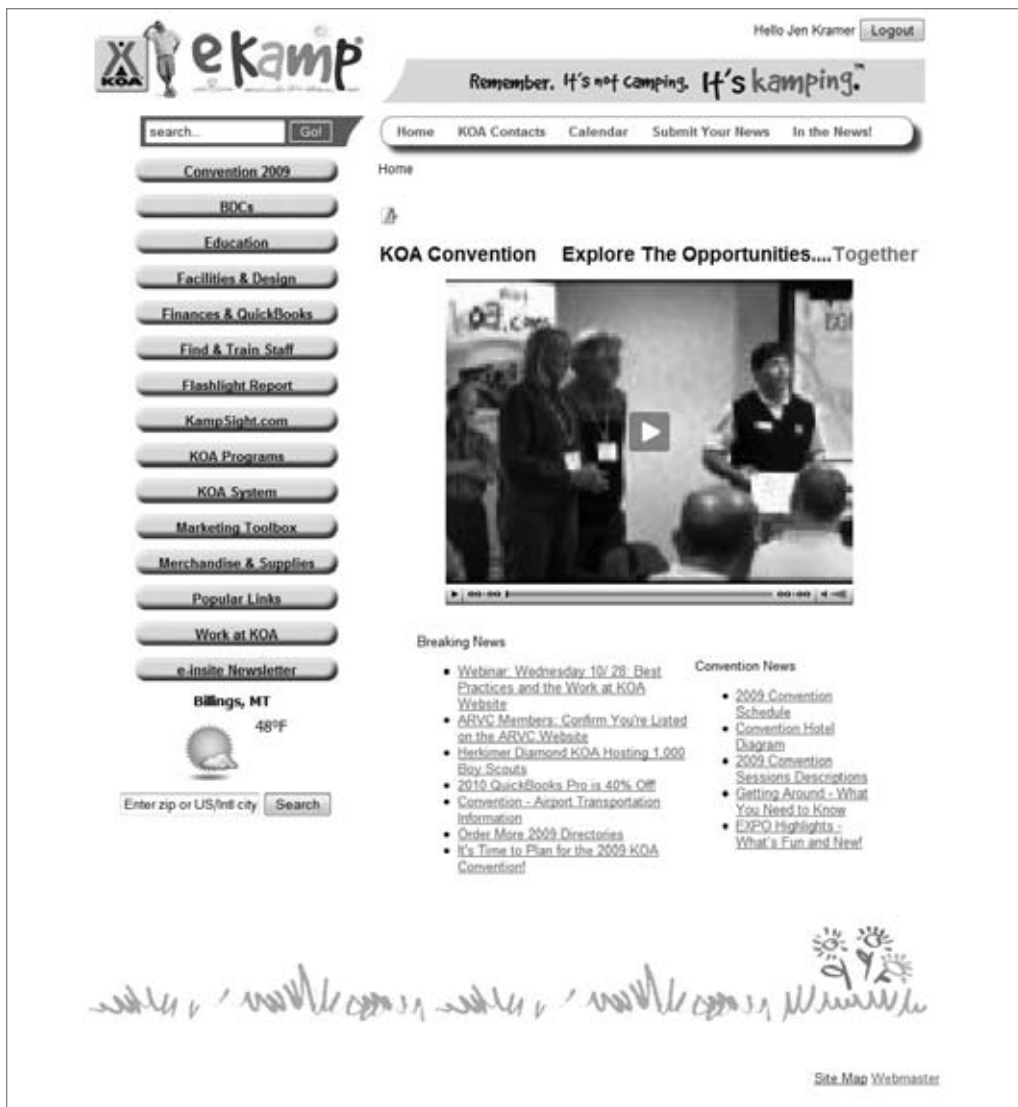 KOA
e kamp
Hello Jen Kramer Logout
Remember. It's not camping. It's kamping.™
search... Go!
Home KOA Contacts Calendar Submit Your News In the News!
Convention 2009
BDCs
Education
Facilities & Design
Finances & QuickBooks
Find & Train Staff
Flashlight Report
KampSight.com
KOA Programs
KOA System
Marketing Toolbox
Merchandise & Supplies
Popular Links
Work at KOA
e-insite Newsletter
Billings, MT
48°F
Enter zip or US/Intl city Search
Home
KOA Convention Explore The Opportunities....Together
00:00 00:00
Breaking News
• Webinar: Wednesday 10/ 28: Best
Practices and the Work at KOA
Website
• ARVC Members: Confirm You're Listed
on the ARVC Website
• Herkimer Diamond KOA Hosting 1,000
Boy Scouts
• 2010 QuickBooks Pro is 40% Off!
• Convention - Airport Transportation
Information
• Order More 2009 Directories
• It's Time to Plan for the 2009 KOA
Convention!
Convention News
• 2009 Convention
Schedule
• Convention Hotel
Diagram
• 2009 Convention
Sessions Descriptions
• Getting Around - What
You Need to Know
• EXPO Highlights -
What's Fun and New!
Site Map Webmaster